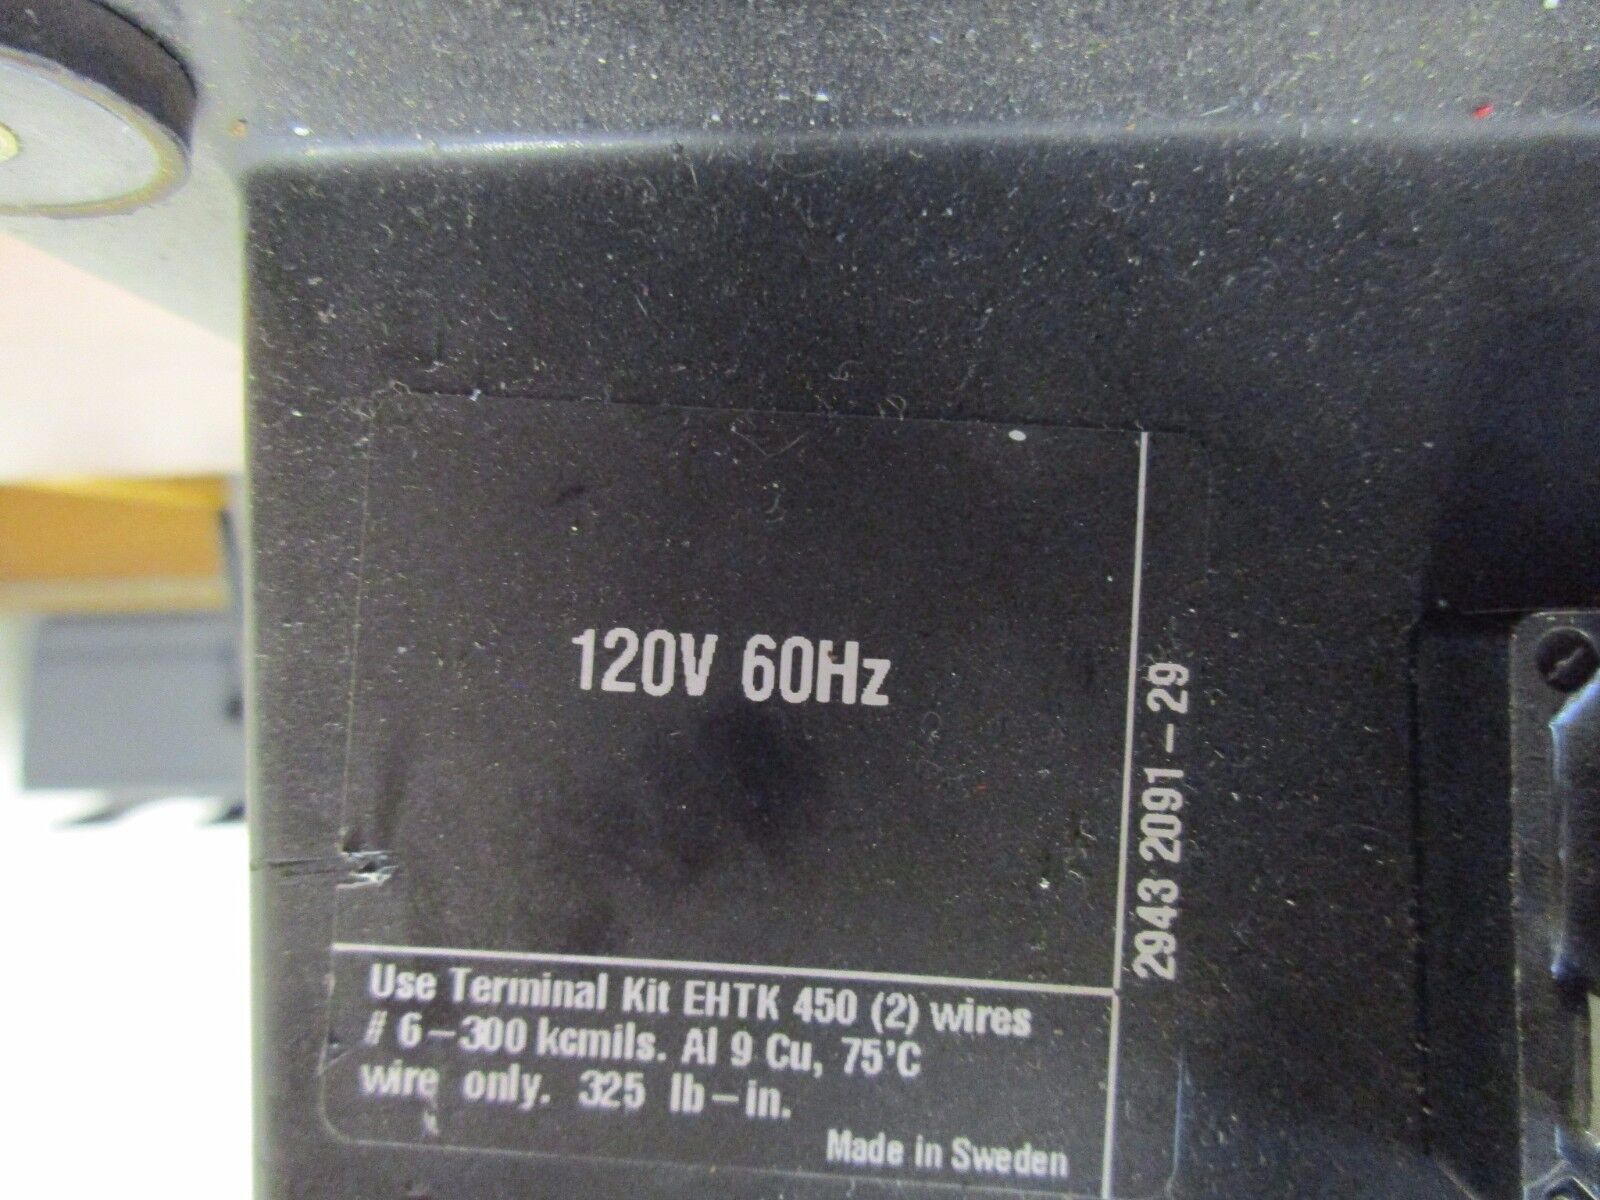 120V 60Hz
2943 2091-29
Use Terminal Kit EHTK 450 (2) wires
# 6-300 kcmils. Al 9 Cu, 75'C
wire only. 325 lb-in.
Made in Sweden